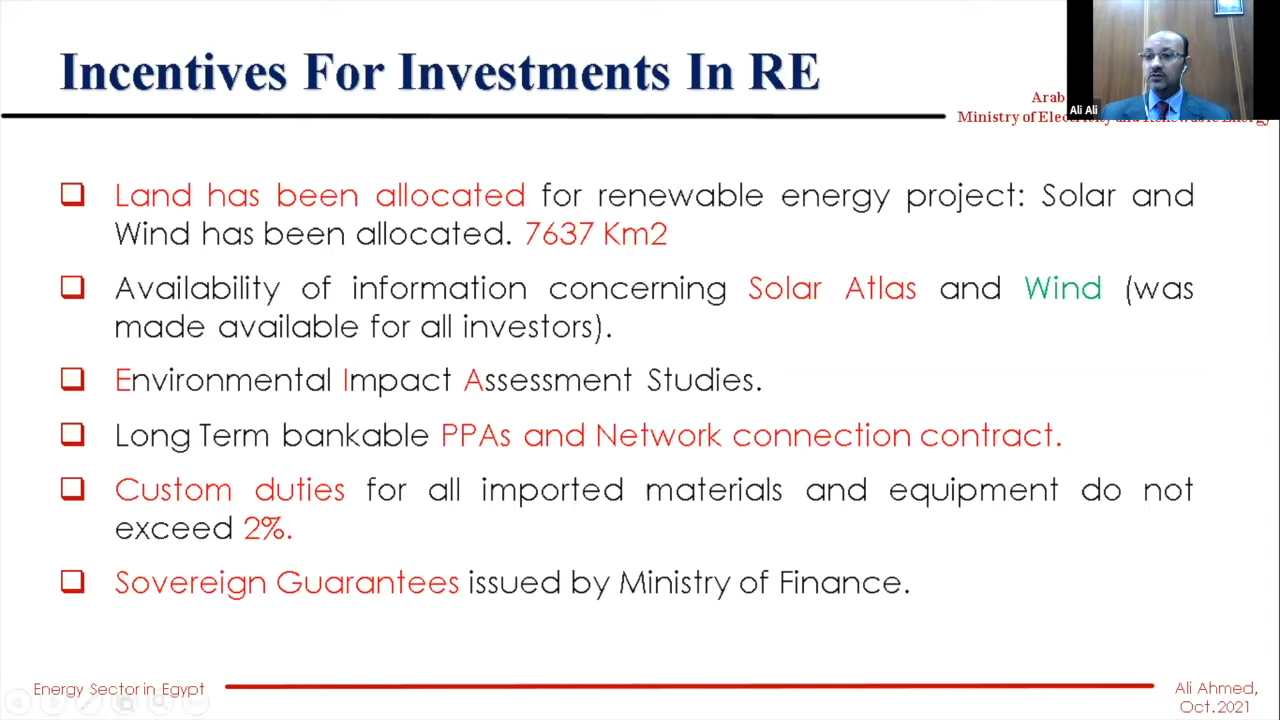 Incentives For Investments In RE
Arab
Ministry of Electricity and Renewable Energy
Ali Ali
❑ Land has been allocated for renewable energy project: Solar and
Wind has been allocated. 7637 Km2
❑ Availability of information concerning Solar Atlas and Wind (was
made available for all investors).
❑ Environmental Impact Assessment Studies.
❑ Long Term bankable PPAs and Network connection contract.
❑ Custom duties for all imported materials and equipment do not
exceed 2%.
❑ Sovereign Guarantees issued by Ministry of Finance.
Energy Sector in Egypt
Ali Ahmed,
Oct.2021